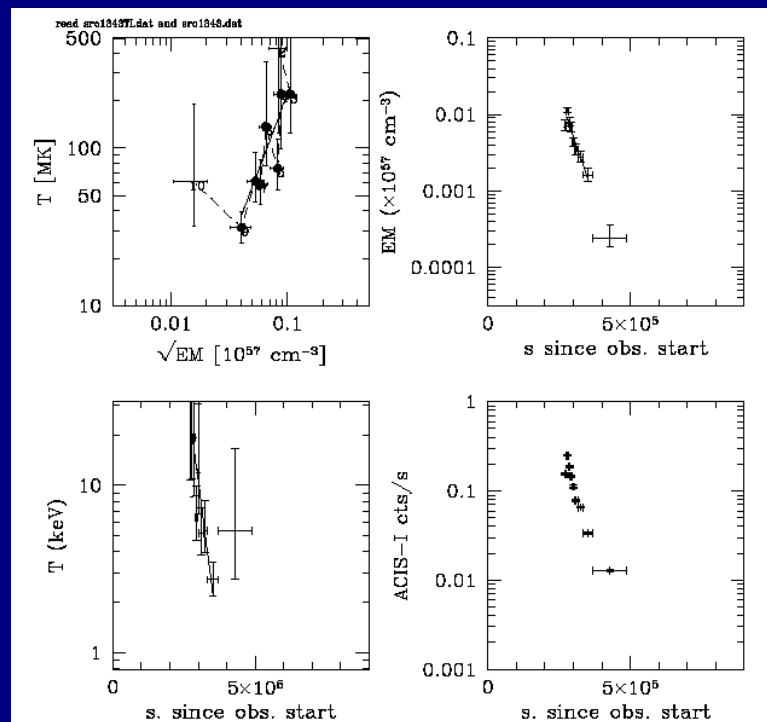 read src1343TL.dat and src1343.dat
500
100
50
10
T [MK]
0.01
0.1
√EM [10⁵⁷ cm⁻³]
0.1
0.01
0.001
0.0001
EM (×10⁵⁷ cm⁻³)
0
5×10⁵
s since obs. start
10
1
T (keV)
0
5×10⁵
s. since obs. start
1
0.1
0.01
0.001
ACIS-I cts/s
0
5×10⁵
s. since obs. start